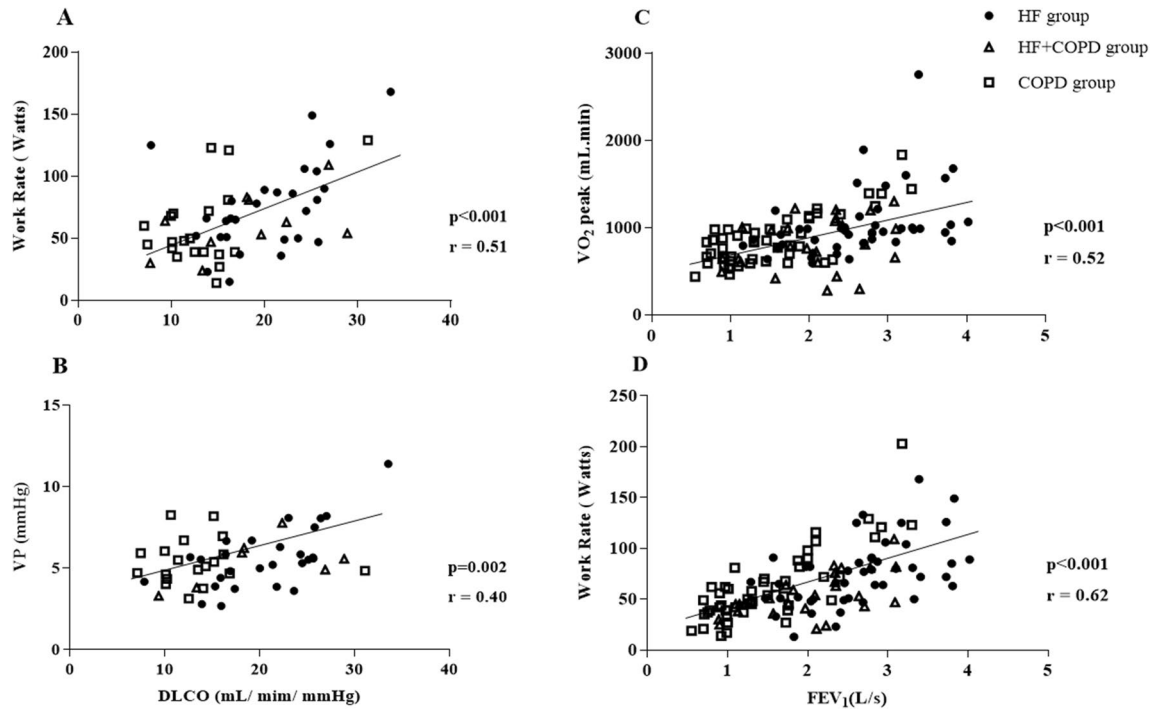 A
Work Rate ( Watts)
200
150
100
50
0
0 10 20 30 40
p<0.001
r = 0.51
B
VP (mmHg)
15
10
5
0
0 10 20 30 40
DLCO (mL/ mim/ mmHg)
p=0.002
r = 0.40
C
HF group
HF+COPD group
COPD group
VO2 peak (mL.min)
3000
2000
1000
0
0 1 2 3 4 5
p<0.001
r = 0.52
D
Work Rate ( Watts)
250
200
150
100
50
0
0 1 2 3 4 5
FEV1(L/s)
p<0.001
r = 0.62